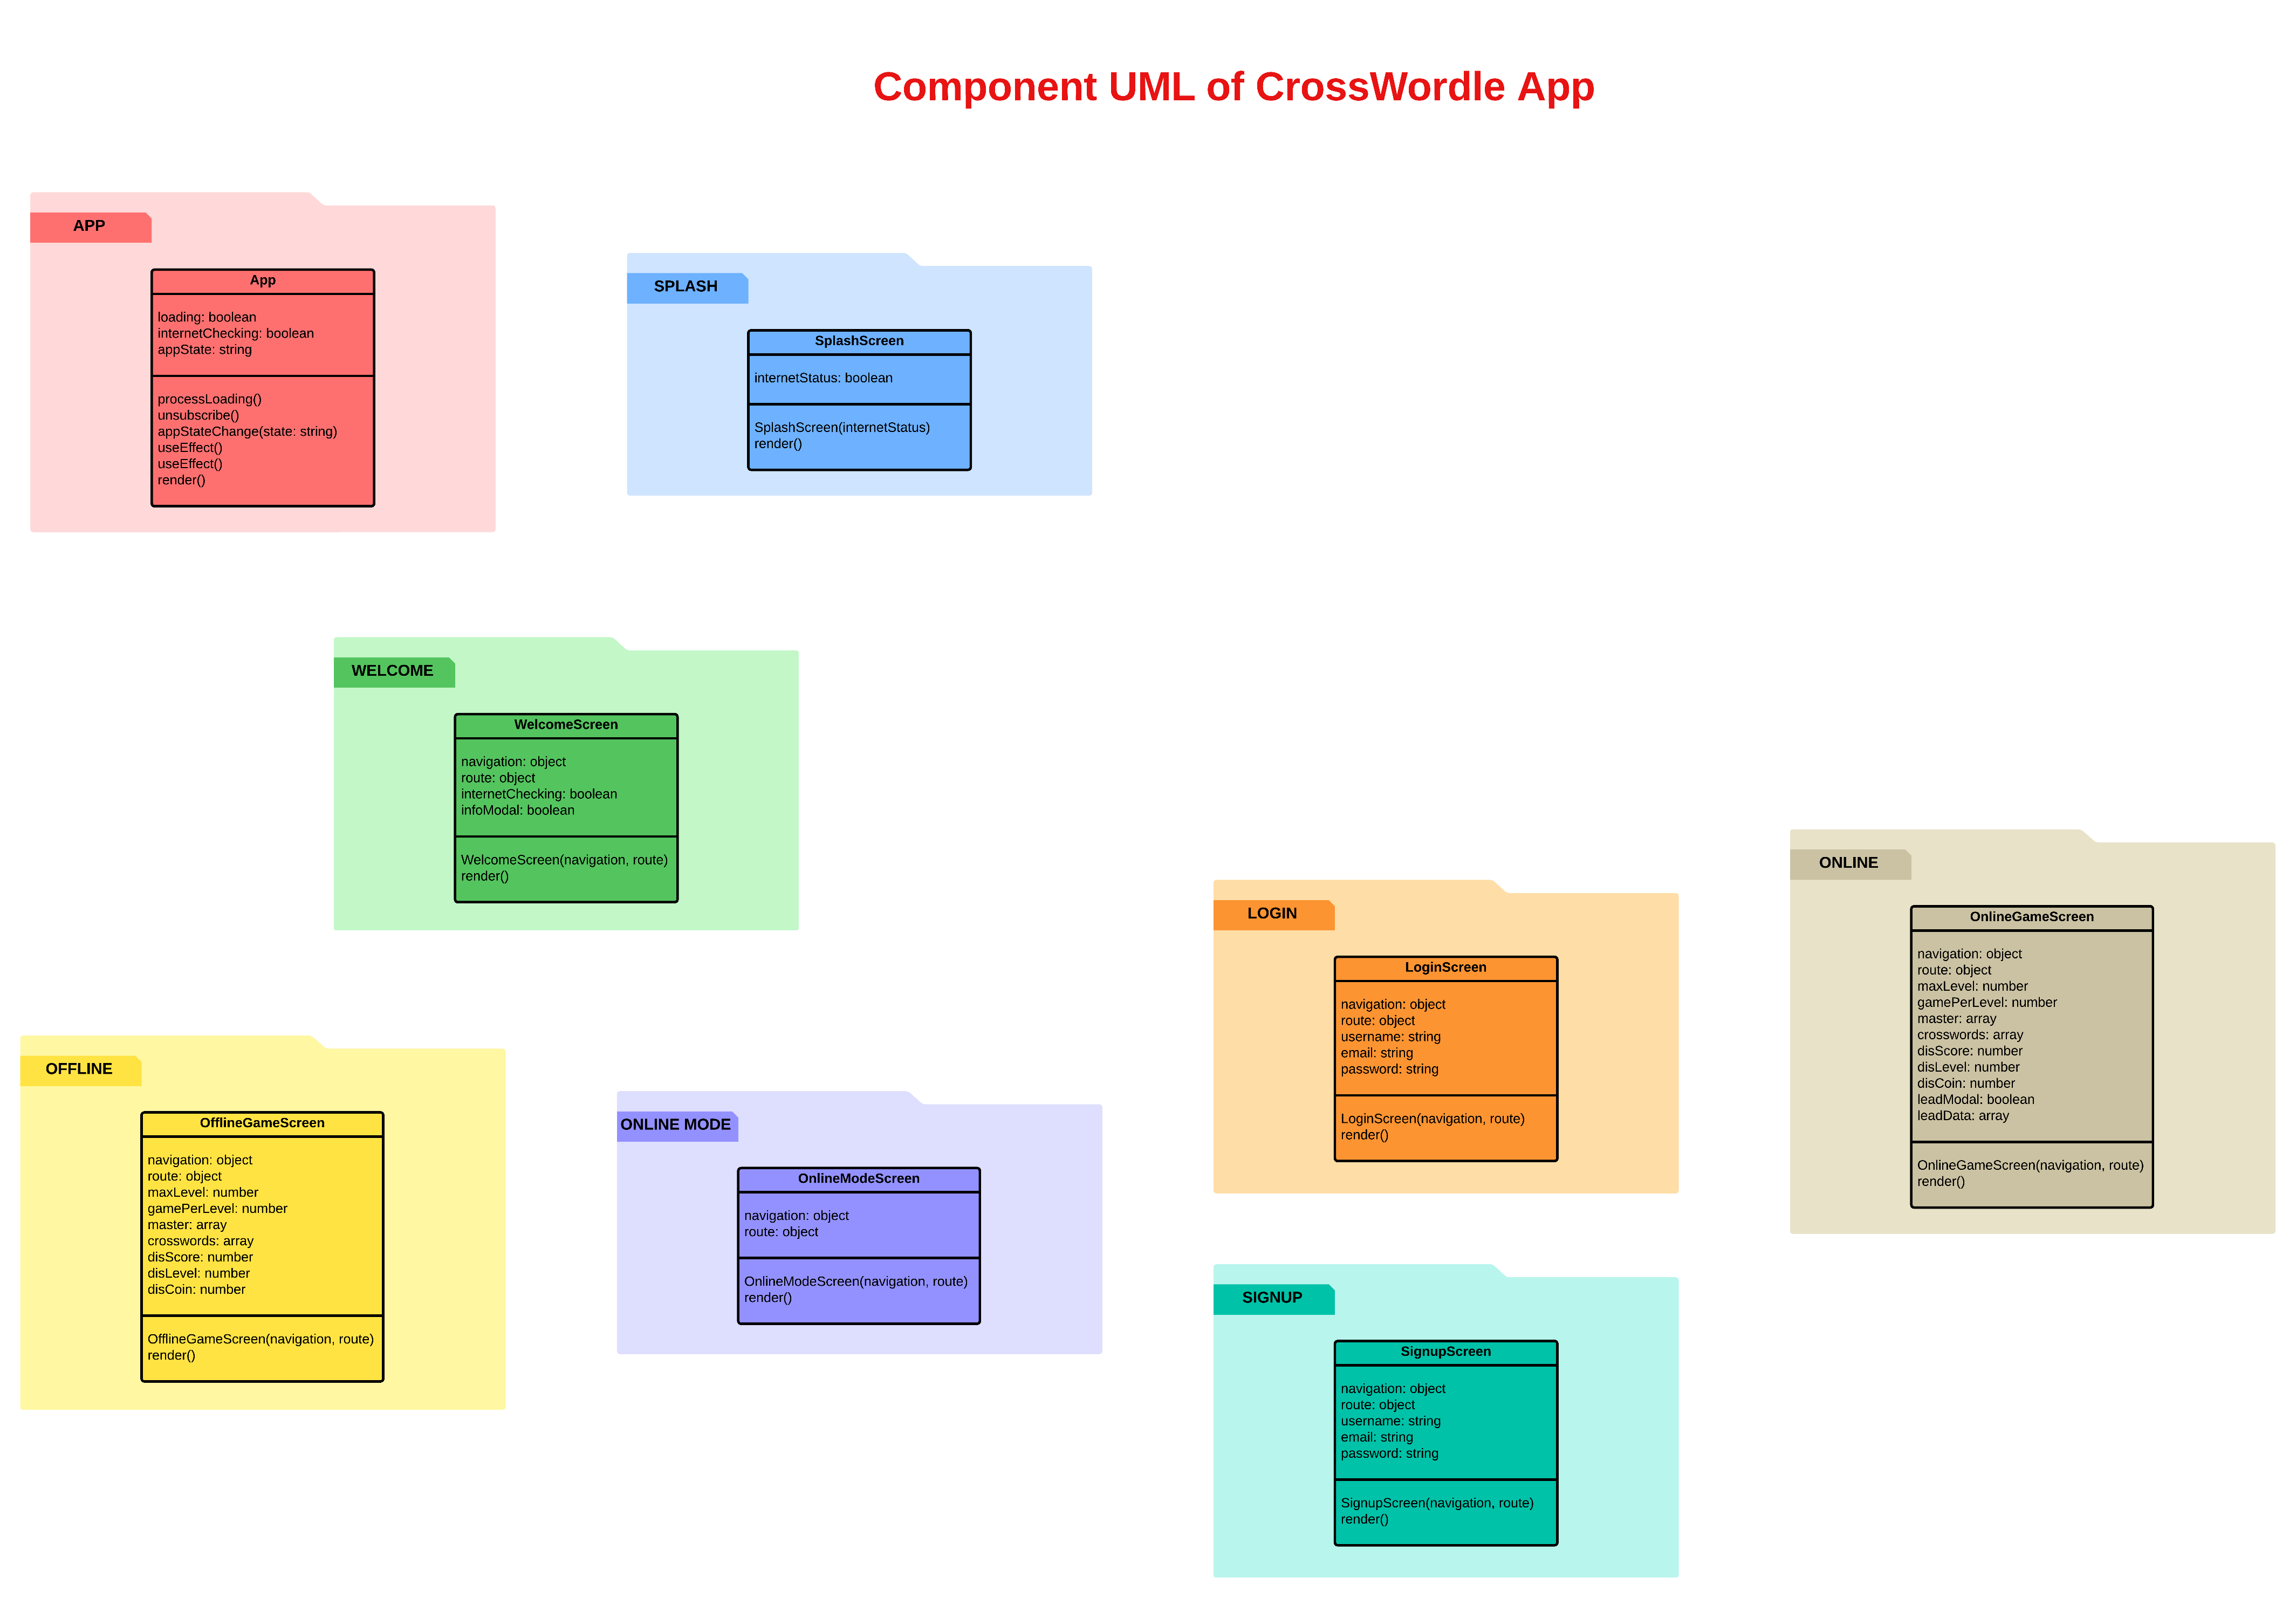 Component UML of CrossWordle App
APP
App
loading: boolean
internetChecking: boolean
appState: string
processLoading()
unsubscribe()
appStateChange(state: string)
useEffect()
useEffect()
render()
SPLASH
SplashScreen
internetStatus: boolean
SplashScreen(internetStatus)
render()
WELCOME
WelcomeScreen
navigation: object
route: object
internetChecking: boolean
infoModal: boolean
WelcomeScreen(navigation, route)
render()
OFFLINE
OfflineGameScreen
navigation: object
route: object
maxLevel: number
gamePerLevel: number
master: array
crosswords: array
disScore: number
disLevel: number
disCoin: number
OfflineGameScreen(navigation, route)
render()
ONLINE MODE
OnlineModeScreen
navigation: object
route: object
OnlineModeScreen(navigation, route)
render()
LOGIN
LoginScreen
navigation: object
route: object
username: string
email: string
password: string
LoginScreen(navigation, route)
render()
SIGNUP
SignupScreen
navigation: object
route: object
username: string
email: string
password: string
SignupScreen(navigation, route)
render()
ONLINE
OnlineGameScreen
navigation: object
route: object
maxLevel: number
gamePerLevel: number
master: array
crosswords: array
disScore: number
disLevel: number
disCoin: number
leadModal: boolean
leadData: array
OnlineGameScreen(navigation, route)
render()